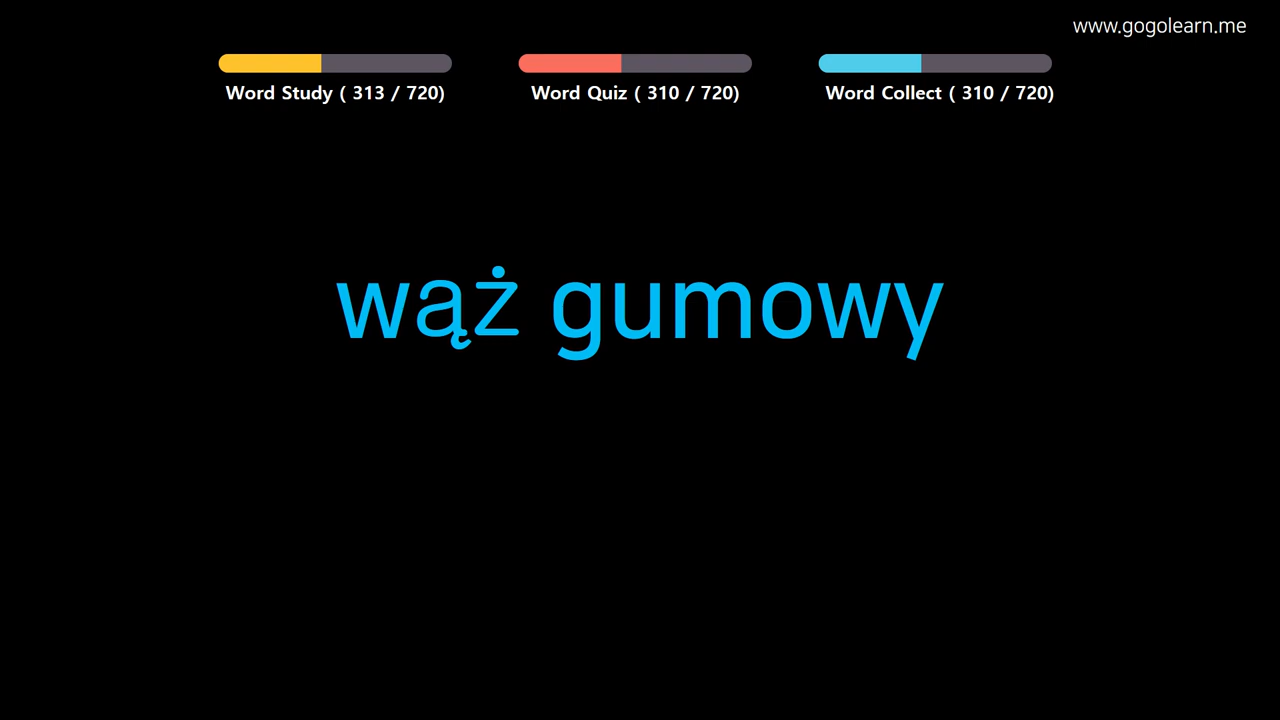 www.gogolearn.me
Word Study ( 313 / 720)
Word Quiz ( 310 / 720)
Word Collect ( 310 / 720)
wąż gumowy